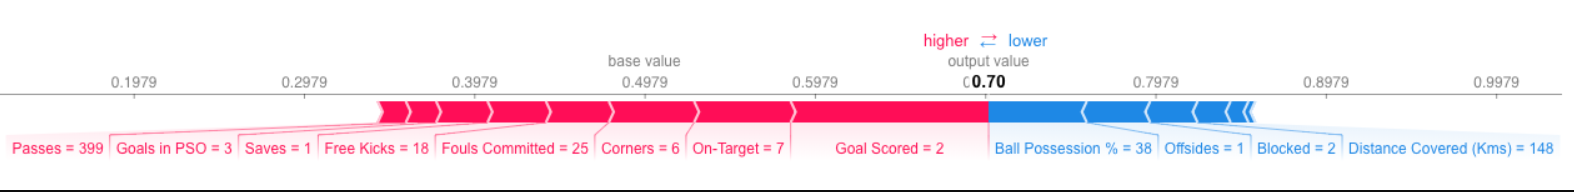 higher ⇄ lower
base value output value
0.1979 0.2979 0.3979 0.4979 0.5979 0.70 0.7979 0.8979 0.9979
Passes = 399 Goals in PSO = 3 Saves = 1 Free Kicks = 18 Fouls Committed = 25 Corners = 6 On-Target = 7 Goal Scored = 2 Ball Possession % = 38 Offsides = 1 Blocked = 2 Distance Covered (Kms) = 148